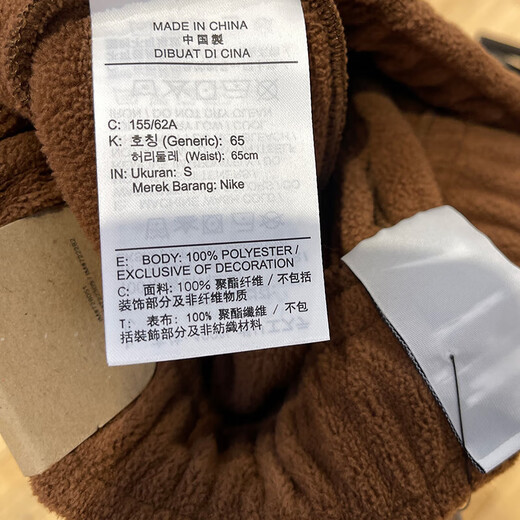 MADE IN CHINA
中国製
DIBUAT DI CINA
C: 155/62A
K: 호칭 (Generic): 65
허리둘레 (Waist): 65cm
IN: Ukuran: S
Merek Barang: Nike
E: BODY: 100% POLYESTER /
EXCLUSIVE OF DECORATION
C: 面料: 100% 聚酯纤维 / 不包括
装饰部分及非纤维物质
T: 表布: 100% 聚酯纖維 / 不包
括裝飾部分及非紡織材料